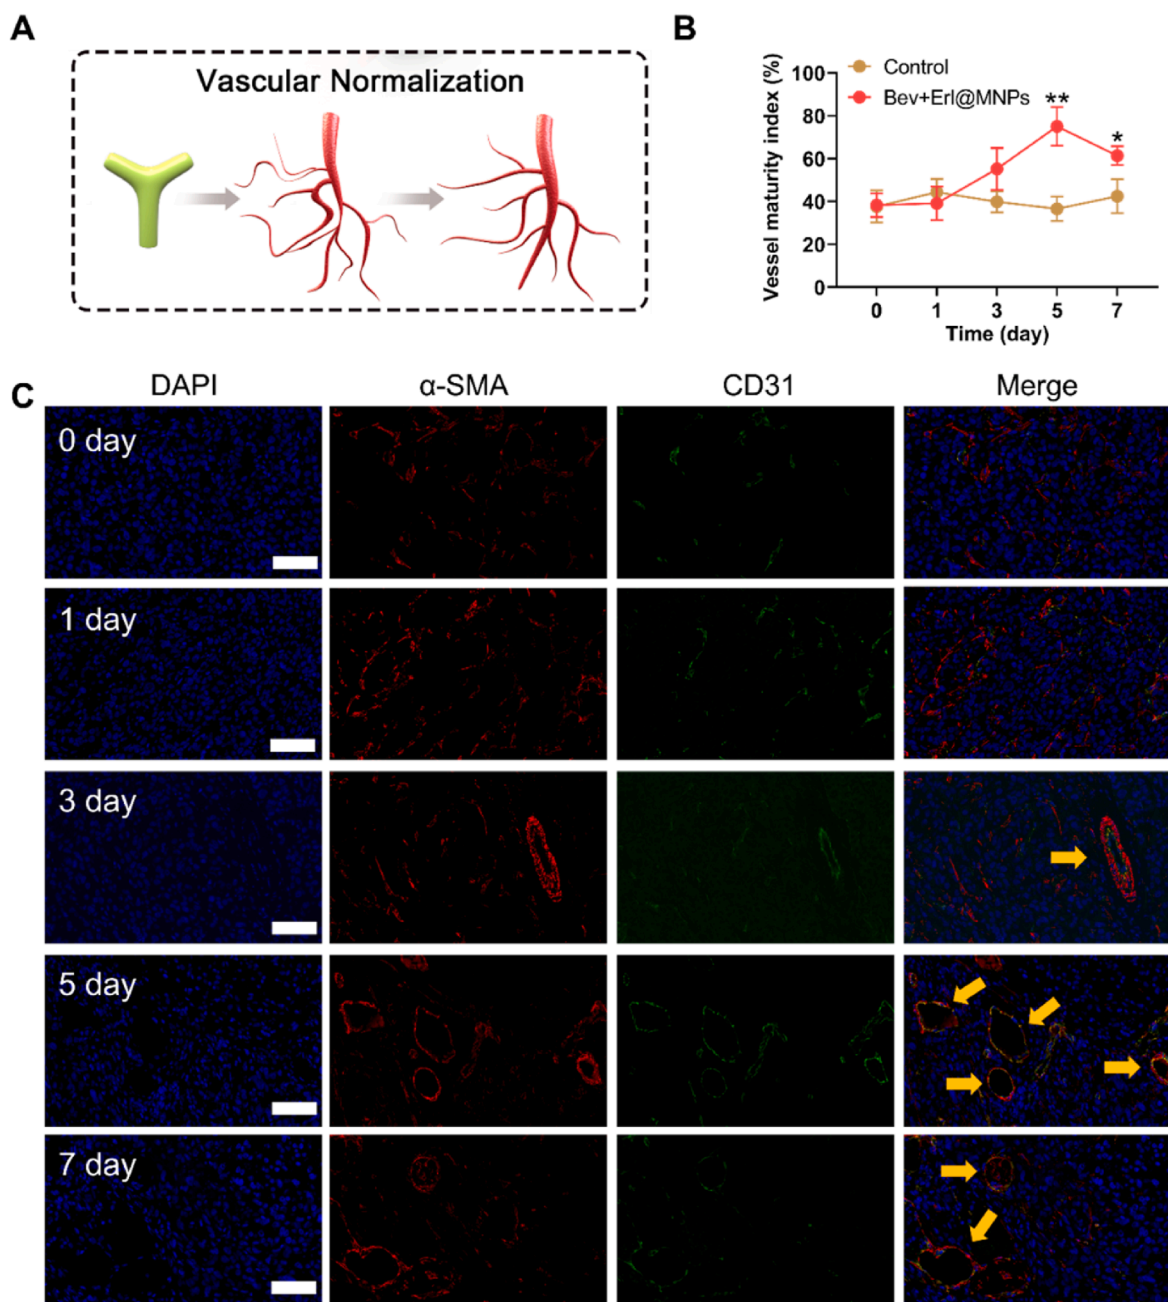 A
Vascular Normalization
B
Control
Bev+Erl@MNPs
Vessel maturity index (%)
100
80
60
40
20
0
**
*
0 1 3 5 7
Time (day)
C
DAPI α-SMA CD31 Merge
0 day
1 day
3 day
5 day
7 day